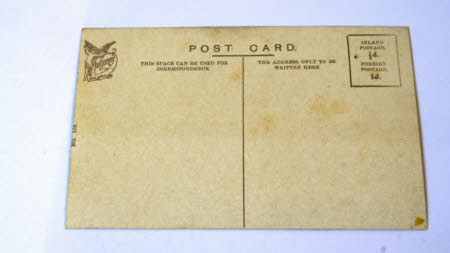 POST CARD.
THIS SPACE CAN BE USED FOR
CORRESPONDENCE.
THE ADDRESS ONLY TO BE
WRITTEN HERE
INLAND
POSTAGE,
½d.
FOREIGN
POSTAGE,
1d.